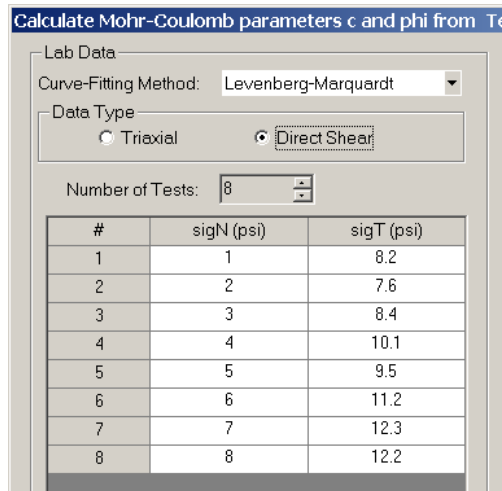 Calculate Mohr-Coulomb parameters c and phi from Te
Lab Data
Curve-Fitting Method: Levenberg-Marquardt
Data Type
Triaxial Direct Shear
Number of Tests: 8
# sigN (psi) sigT (psi)
1 1 8.2
2 2 7.6
3 3 8.4
4 4 10.1
5 5 9.5
6 6 11.2
7 7 12.3
8 8 12.2